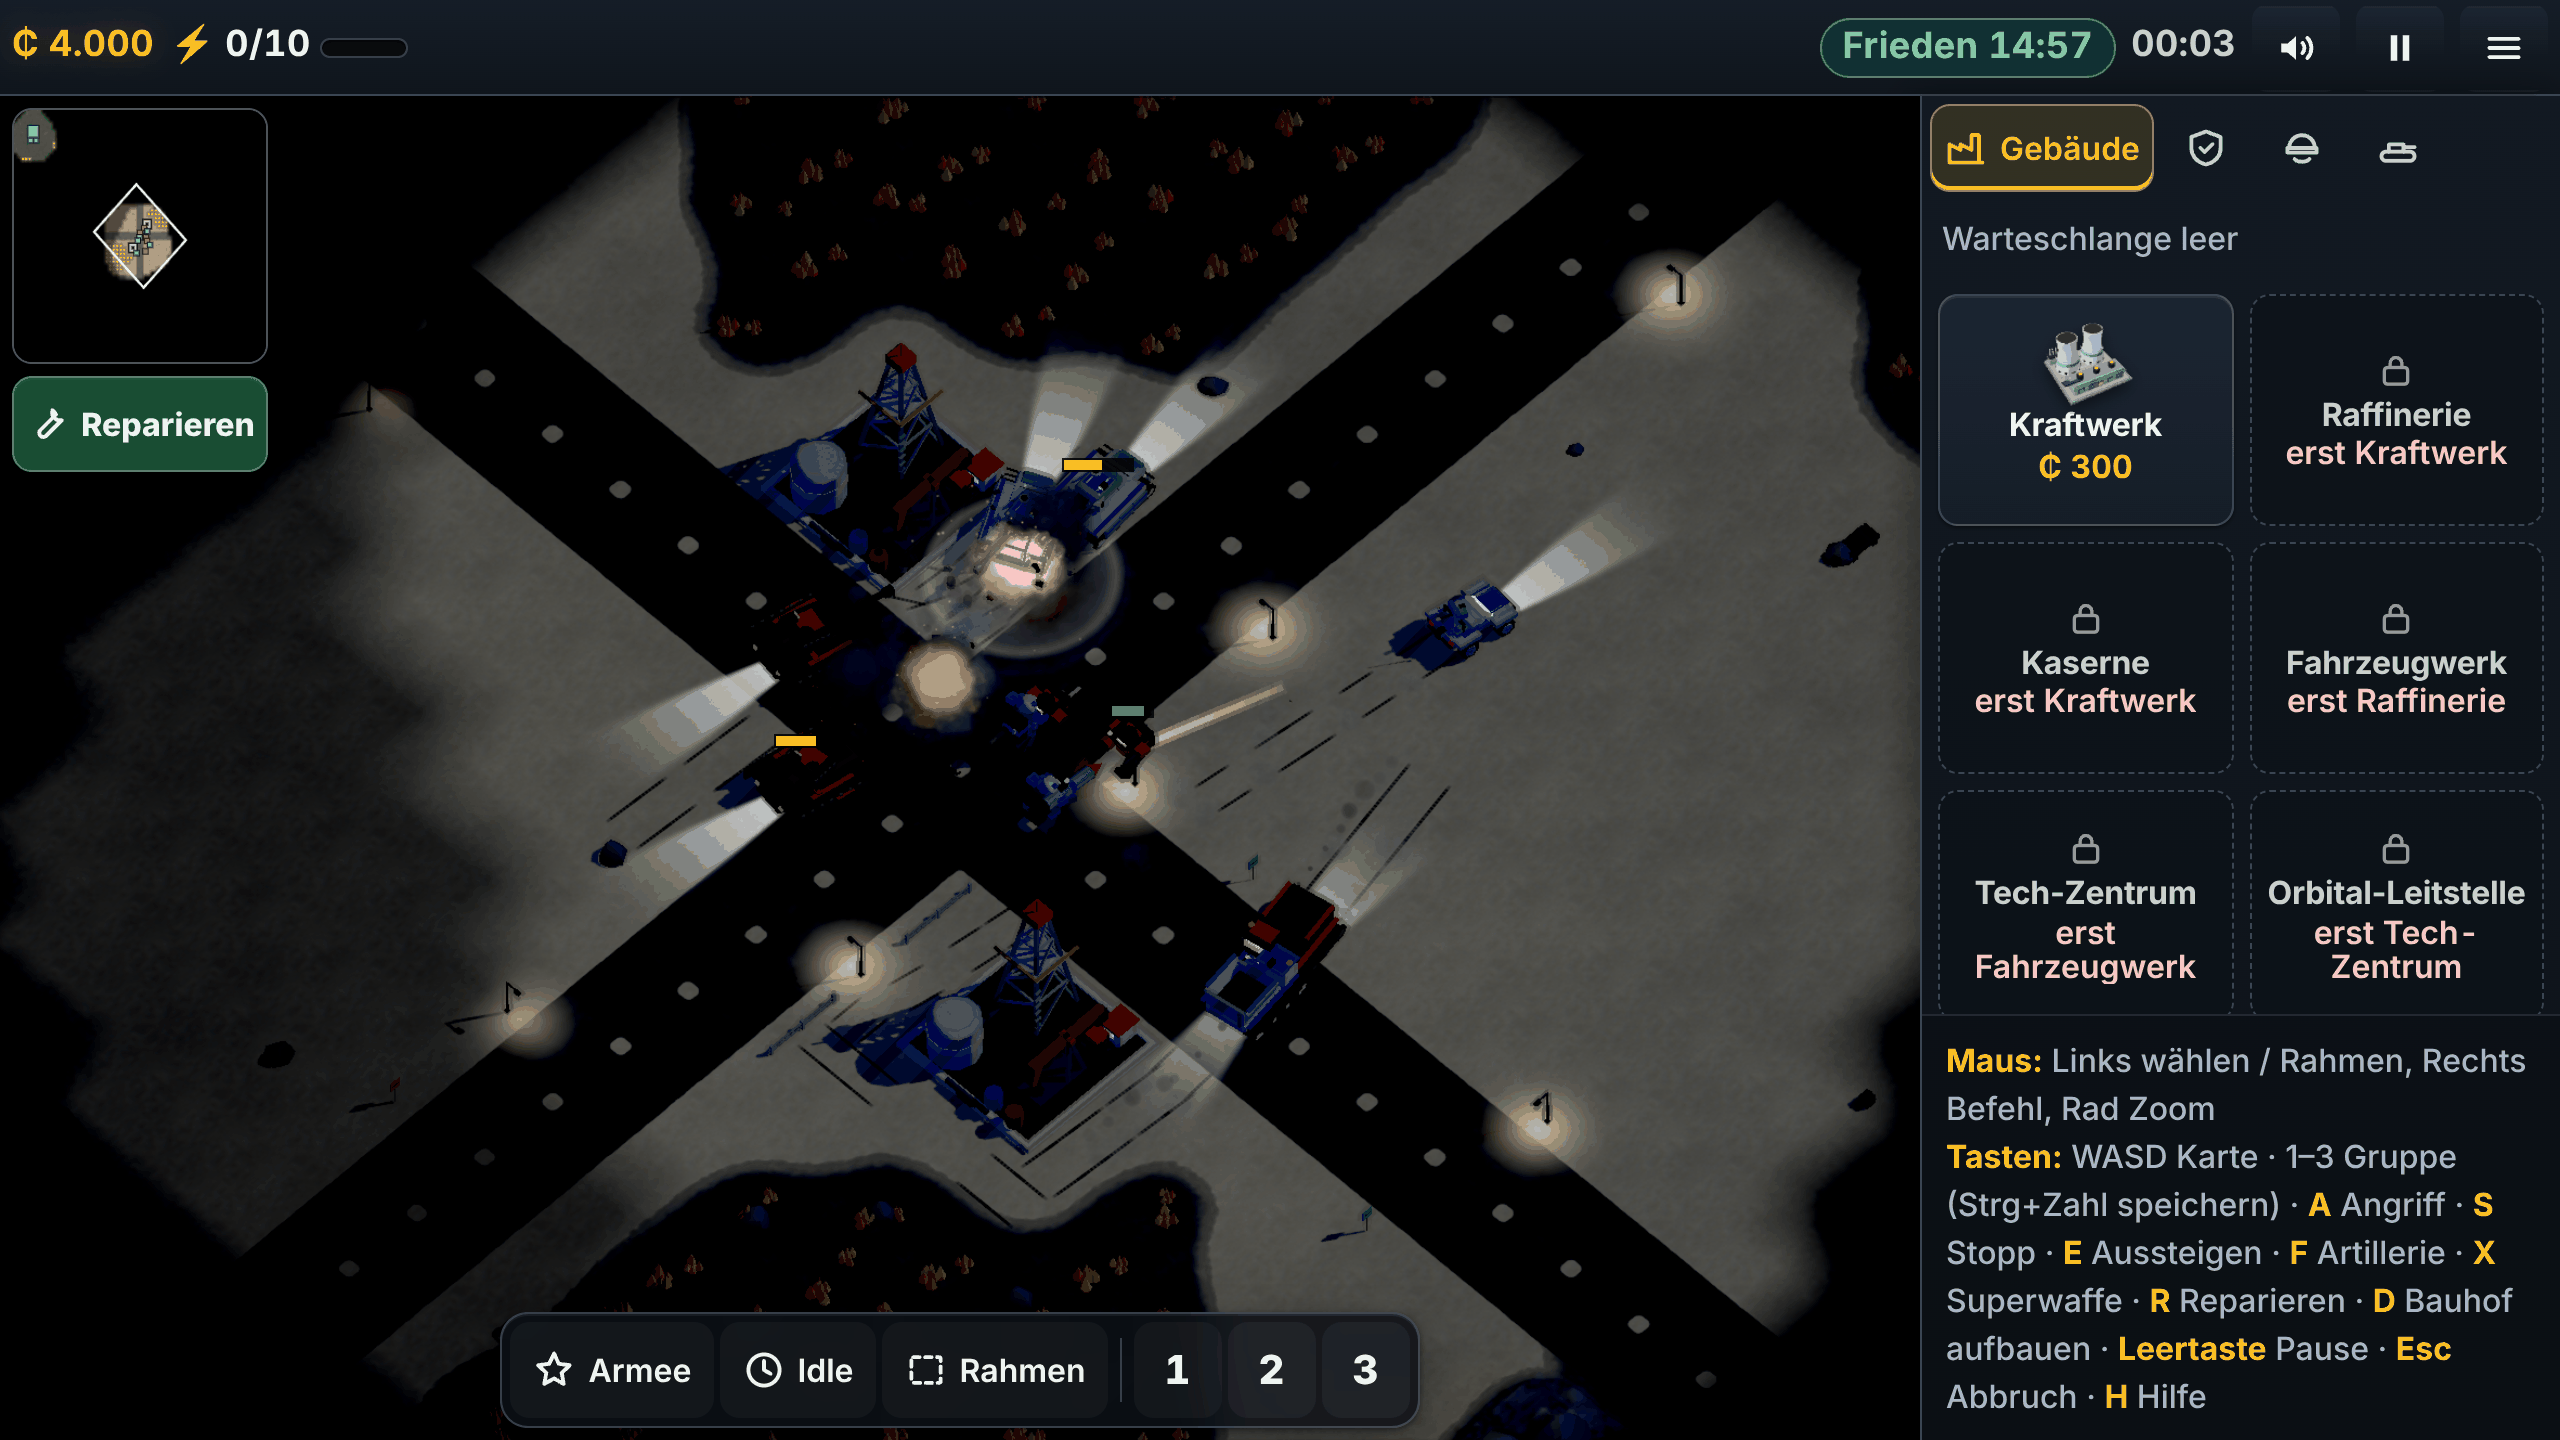 ₵ 4.000 ⚡ 0/10
Frieden 14:57 00:03
Reparieren
Gebäude
Warteschlange leer
Kraftwerk
₵ 300
Raffinerie
erst Kraftwerk
Kaserne
erst Kraftwerk
Fahrzeugwerk
erst Raffinerie
Tech-Zentrum
erst
Fahrzeugwerk
Orbital-Leitstelle
erst Tech-
Zentrum
Maus: Links wählen / Rahmen, Rechts
Befehl, Rad Zoom
Tasten: WASD Karte · 1–3 Gruppe
(Strg+Zahl speichern) · A Angriff · S
Stopp · E Aussteigen · F Artillerie · X
Superwaffe · R Reparieren · D Bauhof
aufbauen · Leertaste Pause · Esc
Abbruch · H Hilfe
Armee Idle Rahmen 1 2 3